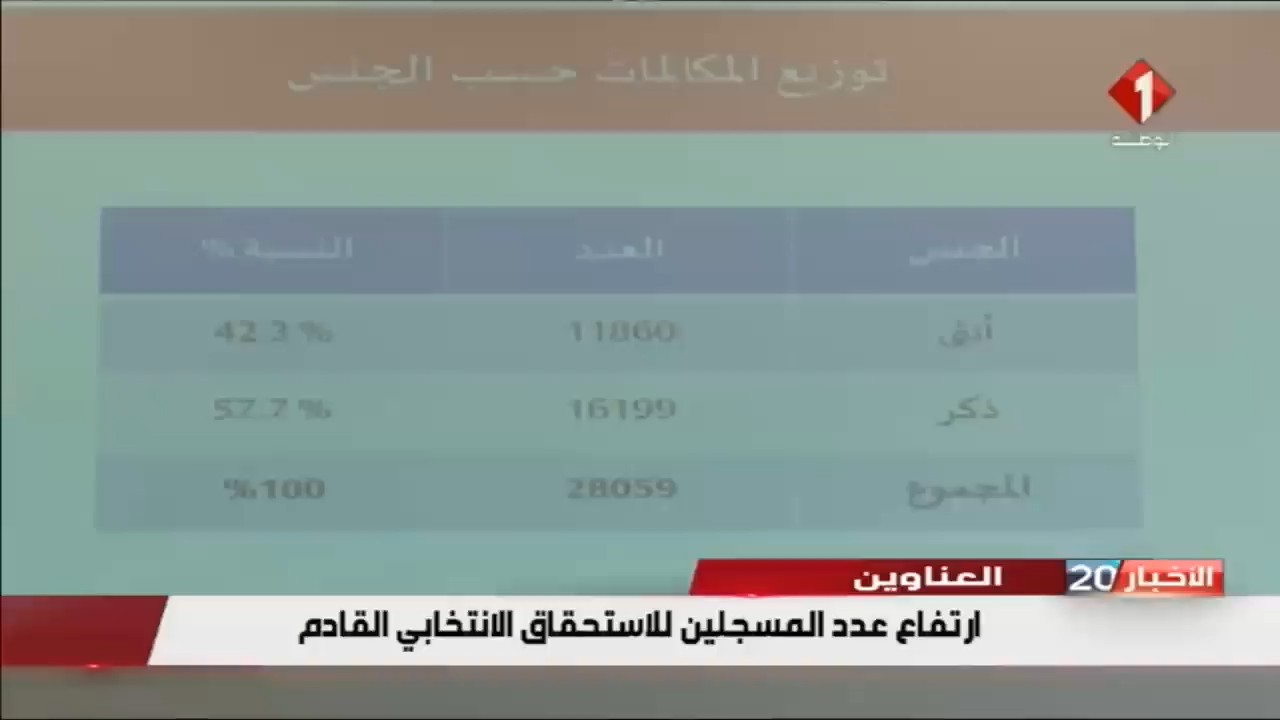 توزيع المكالمات حسب الجنس
الوطنية
الجنس العدد النسبة %
أنثى 11860 42.3 %
ذكر 16199 57.7 %
المجموع 28059 %100
الأخبار 20 العناوين
ارتفاع عدد المسجلين للاستحقاق الانتخابي القادم